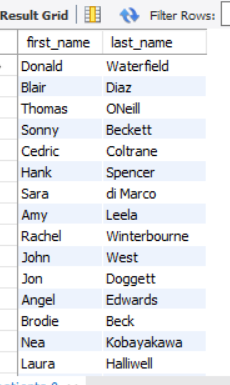 Result Grid Filter Rows:
first_name last_name
Donald Waterfield
Blair Diaz
Thomas ONeill
Sonny Beckett
Cedric Coltrane
Hank Spencer
Sara di Marco
Amy Leela
Rachel Winterbourne
John West
Jon Doggett
Angel Edwards
Brodie Beck
Nea Kobayakawa
Laura Halliwell